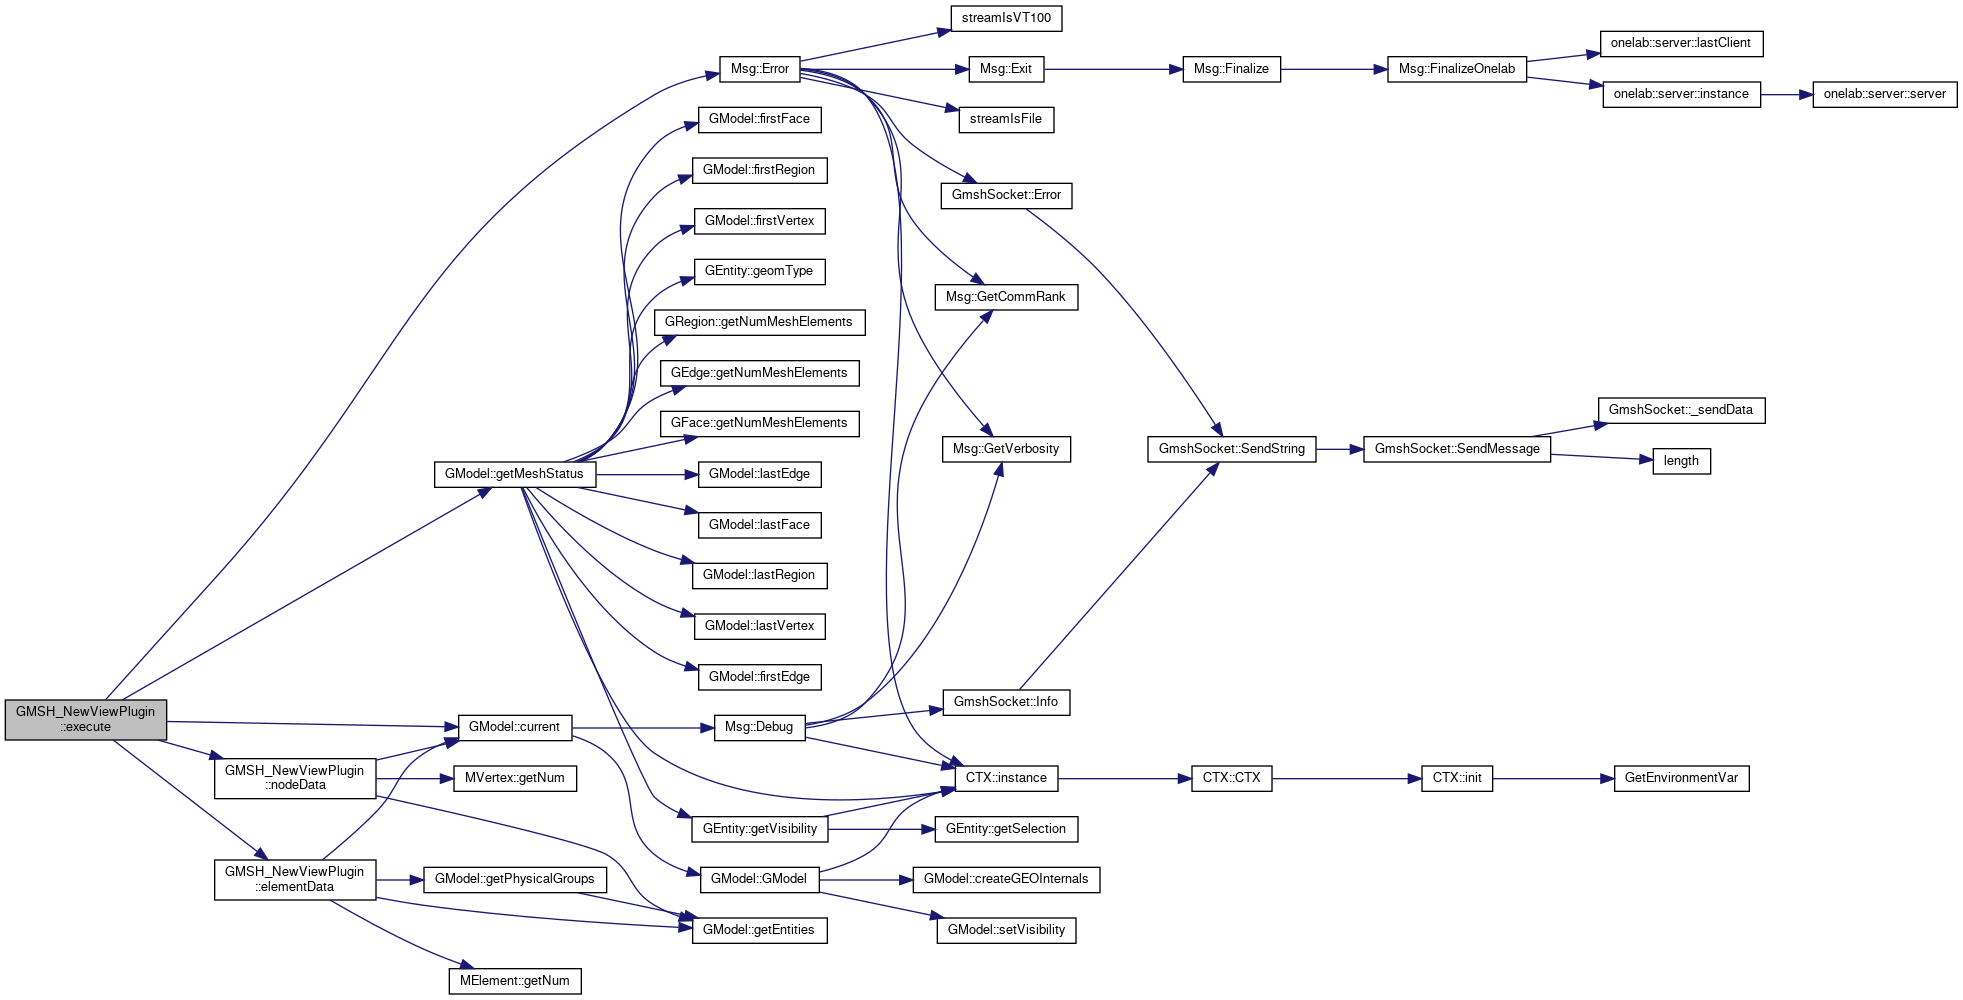 streamIsVT100
onelab::server::lastClient
Msg::Error
Msg::Exit
Msg::Finalize
Msg::FinalizeOnelab
onelab::server::instance
onelab::server::server
GModel::firstFace
streamIsFile
GModel::firstRegion
GmshSocket::Error
GModel::firstVertex
GEntity::geomType
Msg::GetCommRank
GRegion::getNumMeshElements
GEdge::getNumMeshElements
GFace::getNumMeshElements
GmshSocket::_sendData
Msg::GetVerbosity
GmshSocket::SendString
GmshSocket::SendMessage
length
GModel::getMeshStatus
GModel::lastEdge
GModel::lastFace
GModel::lastRegion
GModel::lastVertex
GModel::firstEdge
GmshSocket::Info
GMSH_NewViewPlugin
::execute
GModel::current
Msg::Debug
GMSH_NewViewPlugin
::nodeData
MVertex::getNum
CTX::instance
CTX::CTX
CTX::init
GetEnvironmentVar
GEntity::getVisibility
GEntity::getSelection
GMSH_NewViewPlugin
::elementData
GModel::getPhysicalGroups
GModel::GModel
GModel::createGEOInternals
GModel::getEntities
GModel::setVisibility
MElement::getNum